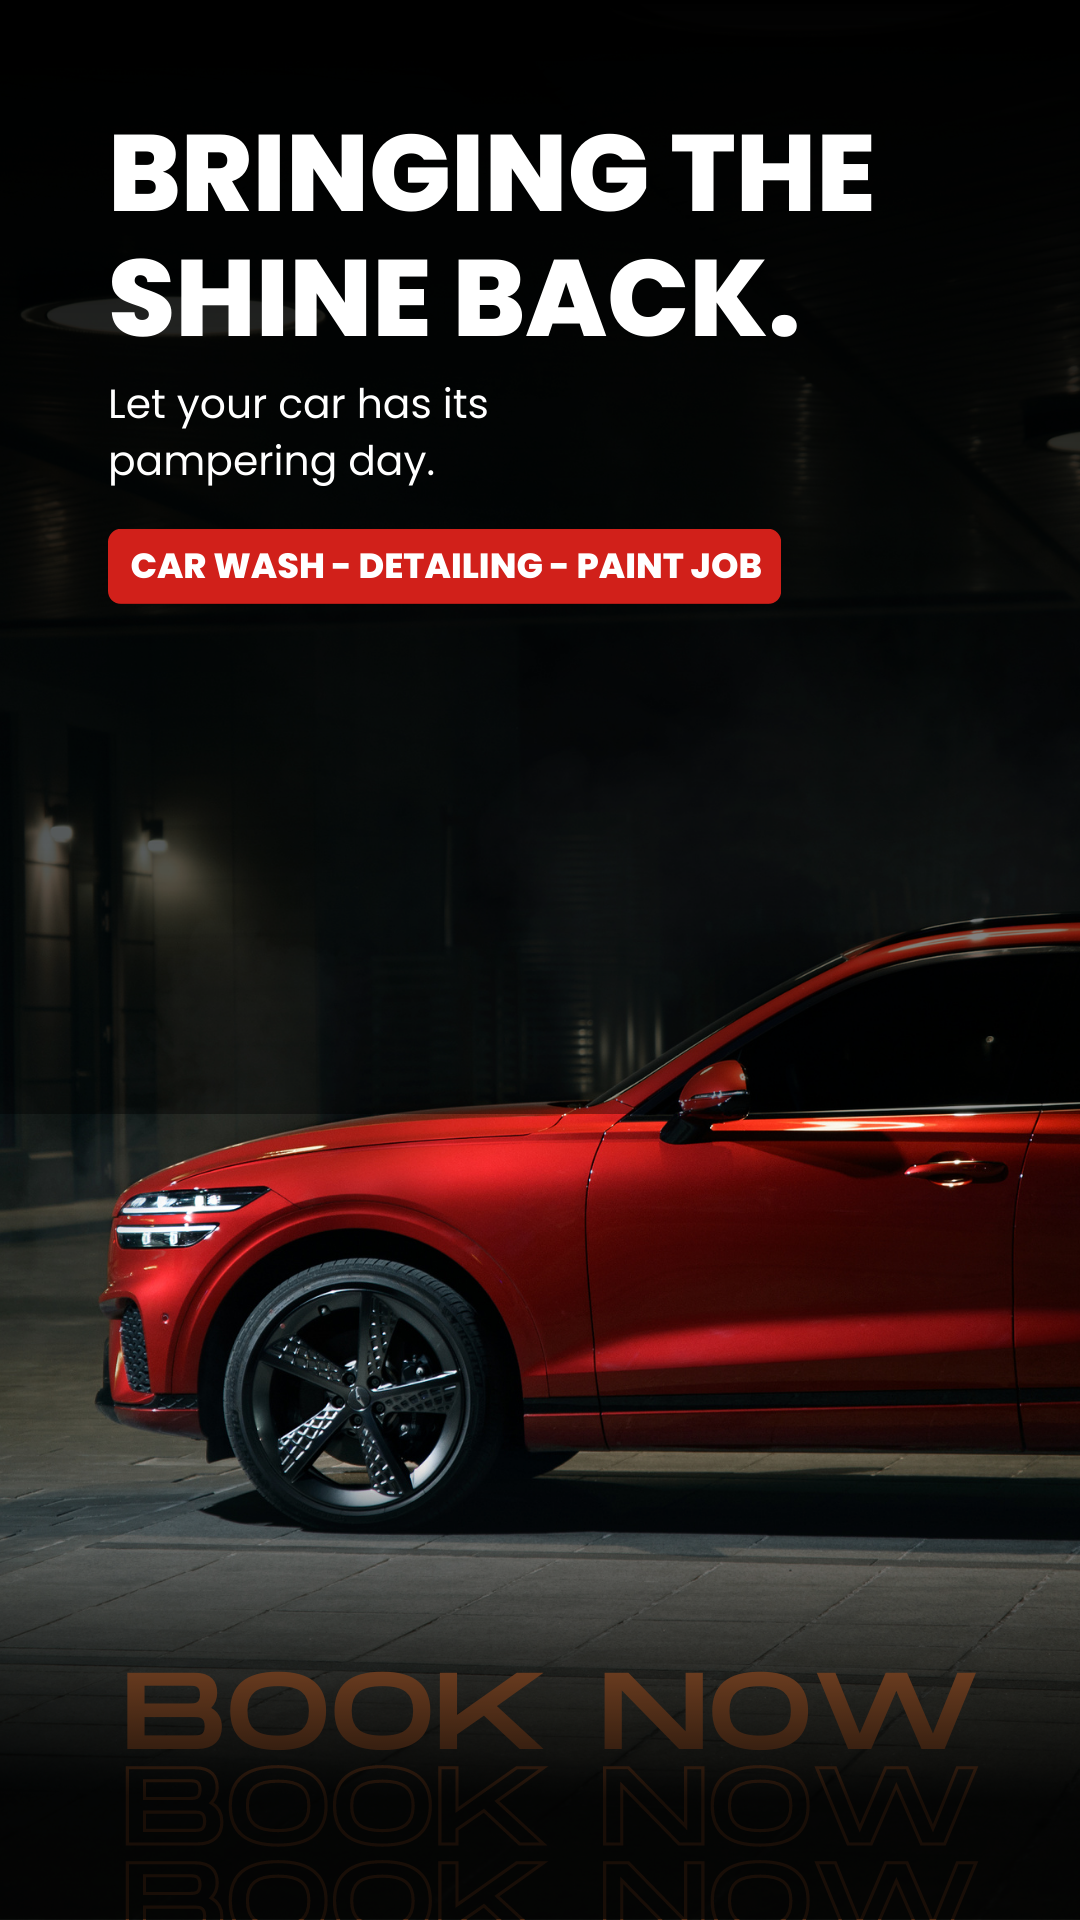 BRINGING THE
SHINE BACK.
Let your car has its
pampering day.
CAR WASH - DETAILING - PAINT JOB
BOOK NOW
BOOK NOW
BOOK NOW